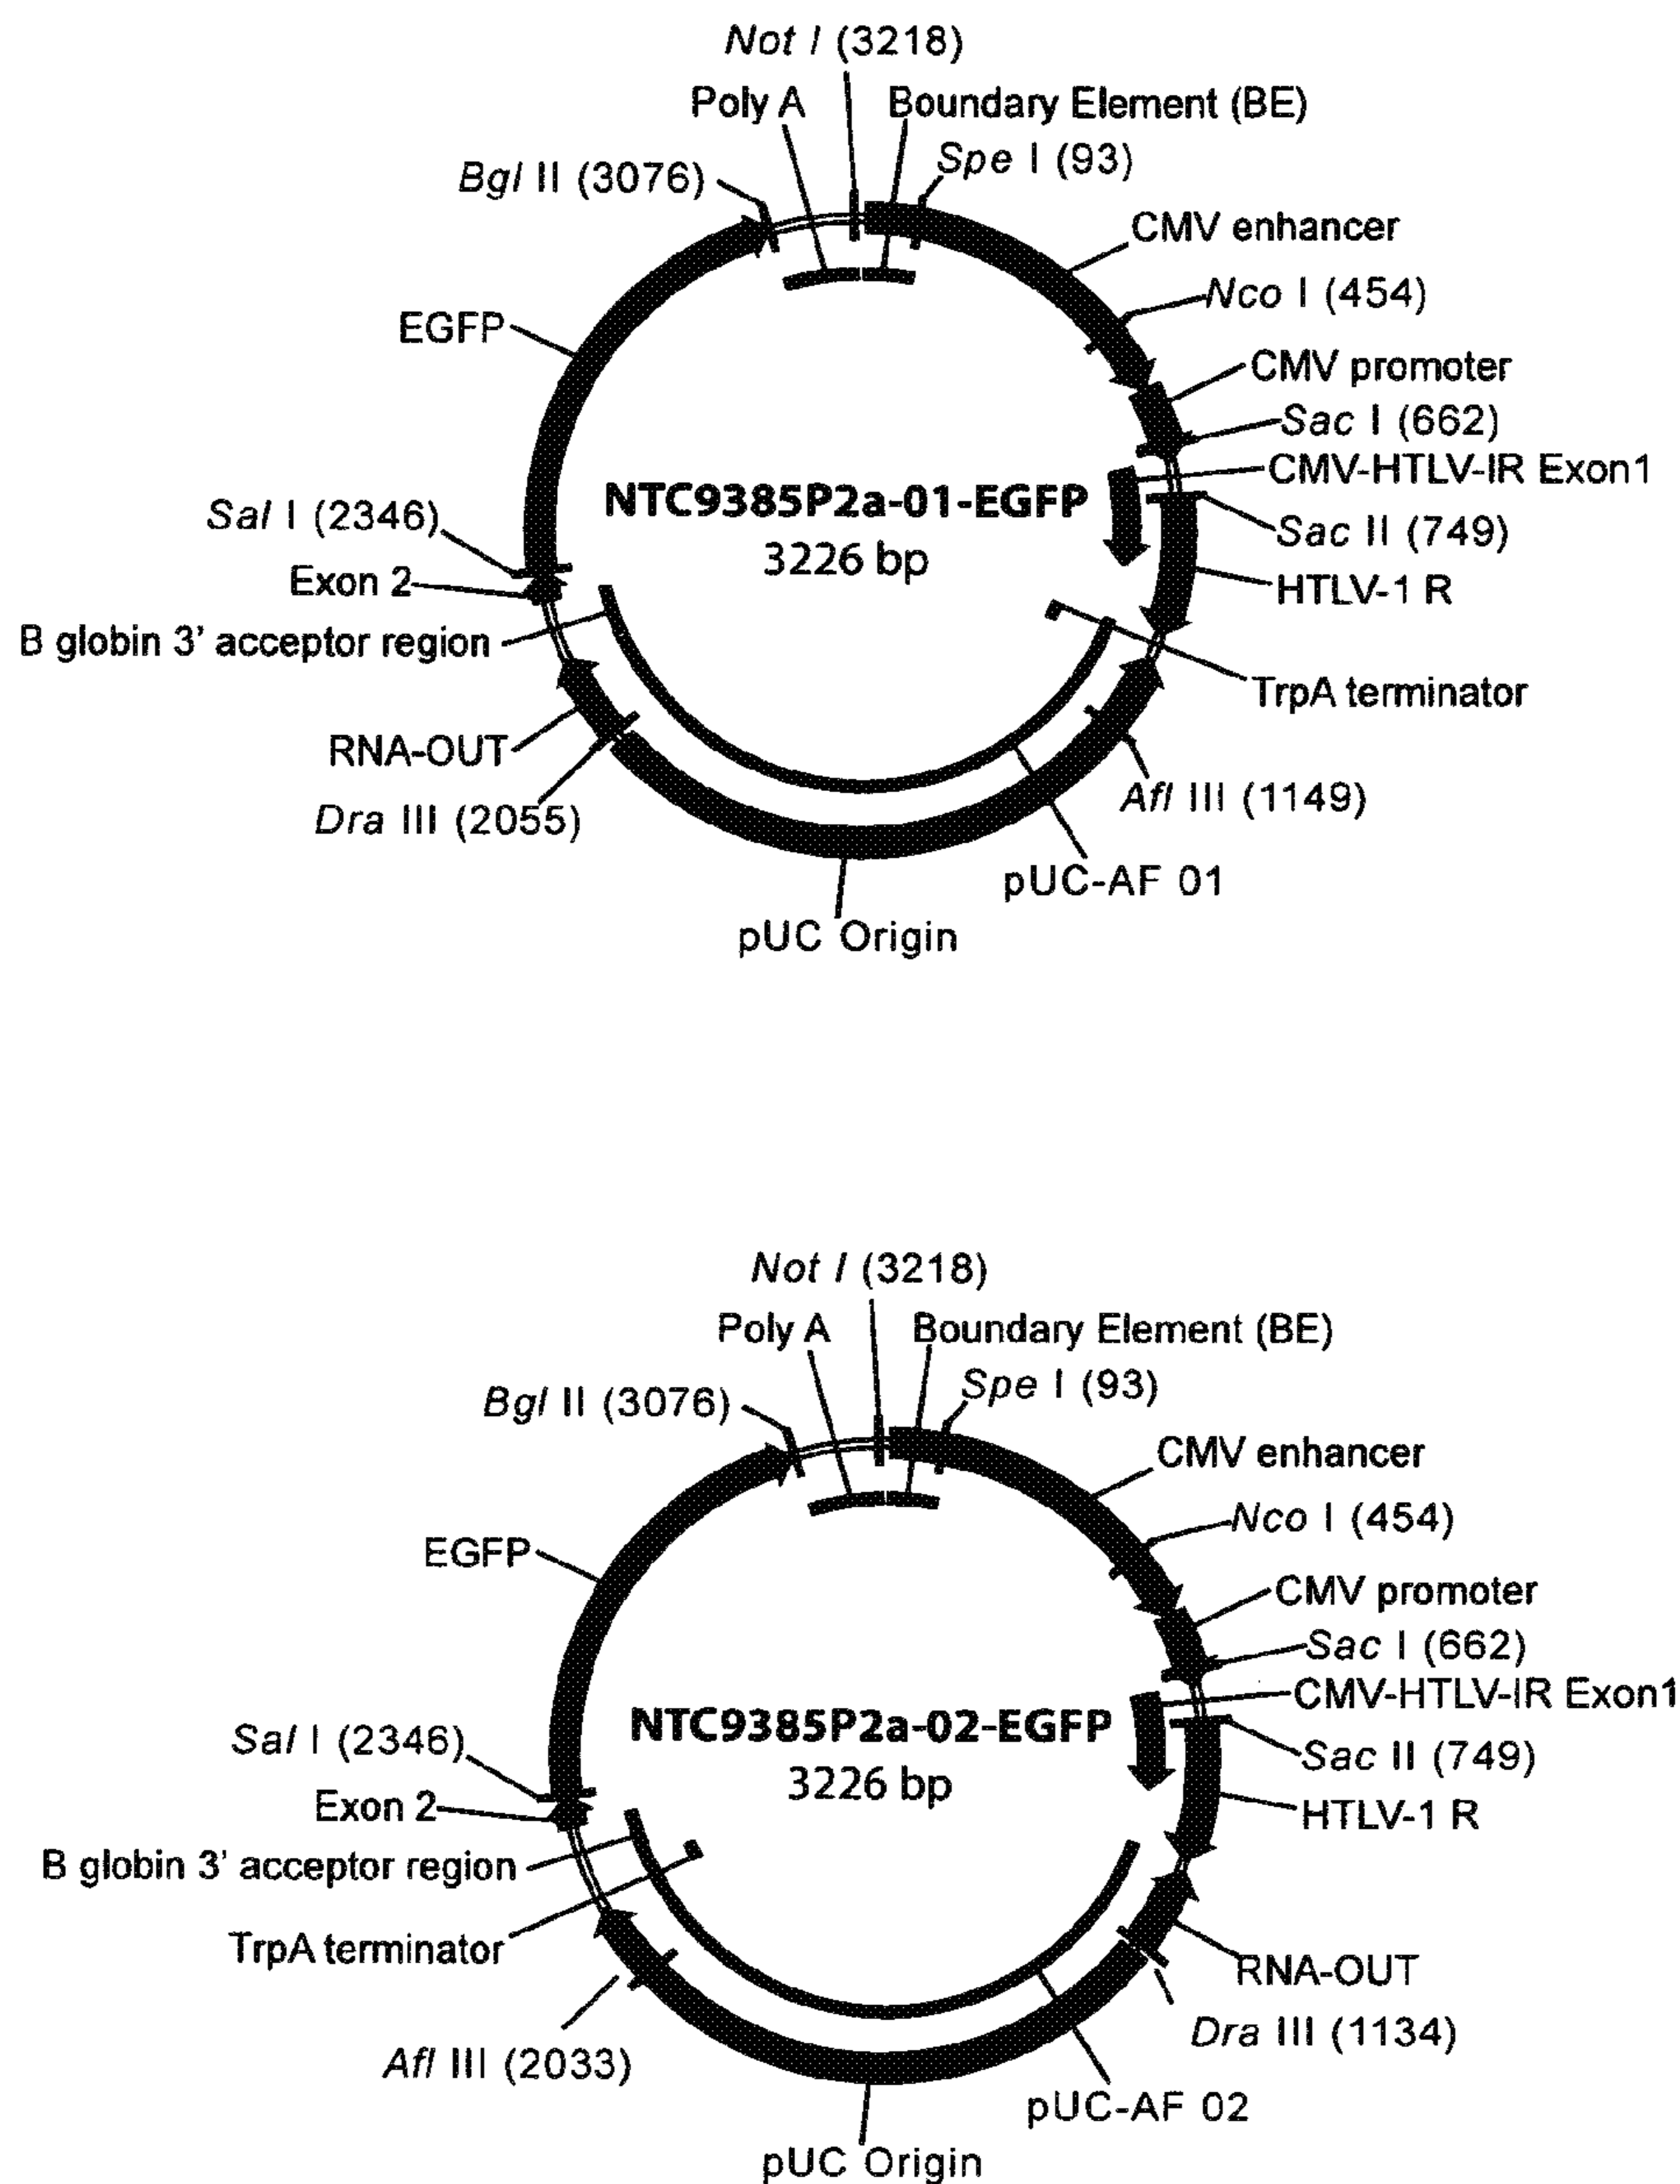 Not I (3218)
Poly A
Boundary Element (BE)
Spe I (93)
Bgl II (3076)
CMV enhancer
Nco I (454)
EGFP
CMV promoter
Sac I (662)
CMV-HTLV-IR Exon1
NTC9385P2a-01-EGFP
3226 bp
Sal I (2346)
Sac II (749)
Exon 2
HTLV-1 R
B globin 3' acceptor region
TrpA terminator
RNA-OUT
Afl III (1149)
Dra III (2055)
pUC-AF 01
pUC Origin
Not I (3218)
Poly A
Boundary Element (BE)
Spe I (93)
Bgl II (3076)
CMV enhancer
Nco I (454)
EGFP
CMV promoter
Sac I (662)
CMV-HTLV-IR Exon1
NTC9385P2a-02-EGFP
3226 bp
Sal I (2346)
Sac II (749)
Exon 2
HTLV-1 R
B globin 3' acceptor region
TrpA terminator
RNA-OUT
Dra III (1134)
Afl III (2033)
pUC-AF 02
pUC Origin